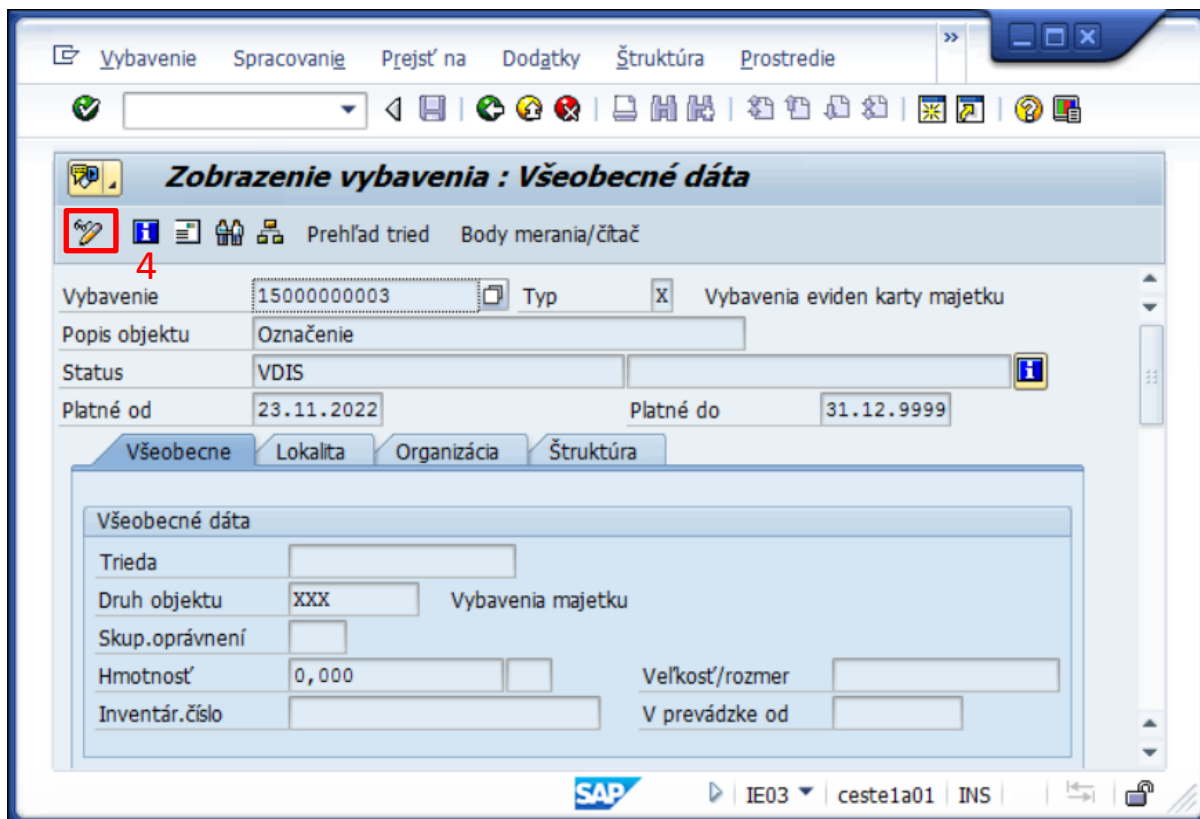 Vybavenie Spracovanie Prejsť na Dodatky Štruktúra Prostredie »
Zobrazenie vybavenia : Všeobecné dáta
Prehľad tried Body merania/čítač
4
Vybavenie 15000000003 Typ X Vybavenia eviden karty majetku
Popis objektu Označenie
Status VDIS
Platné od 23.11.2022 Platné do 31.12.9999
Všeobecne Lokalita Organizácia Štruktúra
Všeobecné dáta
Trieda
Druh objektu XXX Vybavenia majetku
Skup.oprávnení
Hmotnosť 0,000 Veľkosť/rozmer
Inventár.číslo V prevádzke od
SAP IE03 ceste1a01 INS